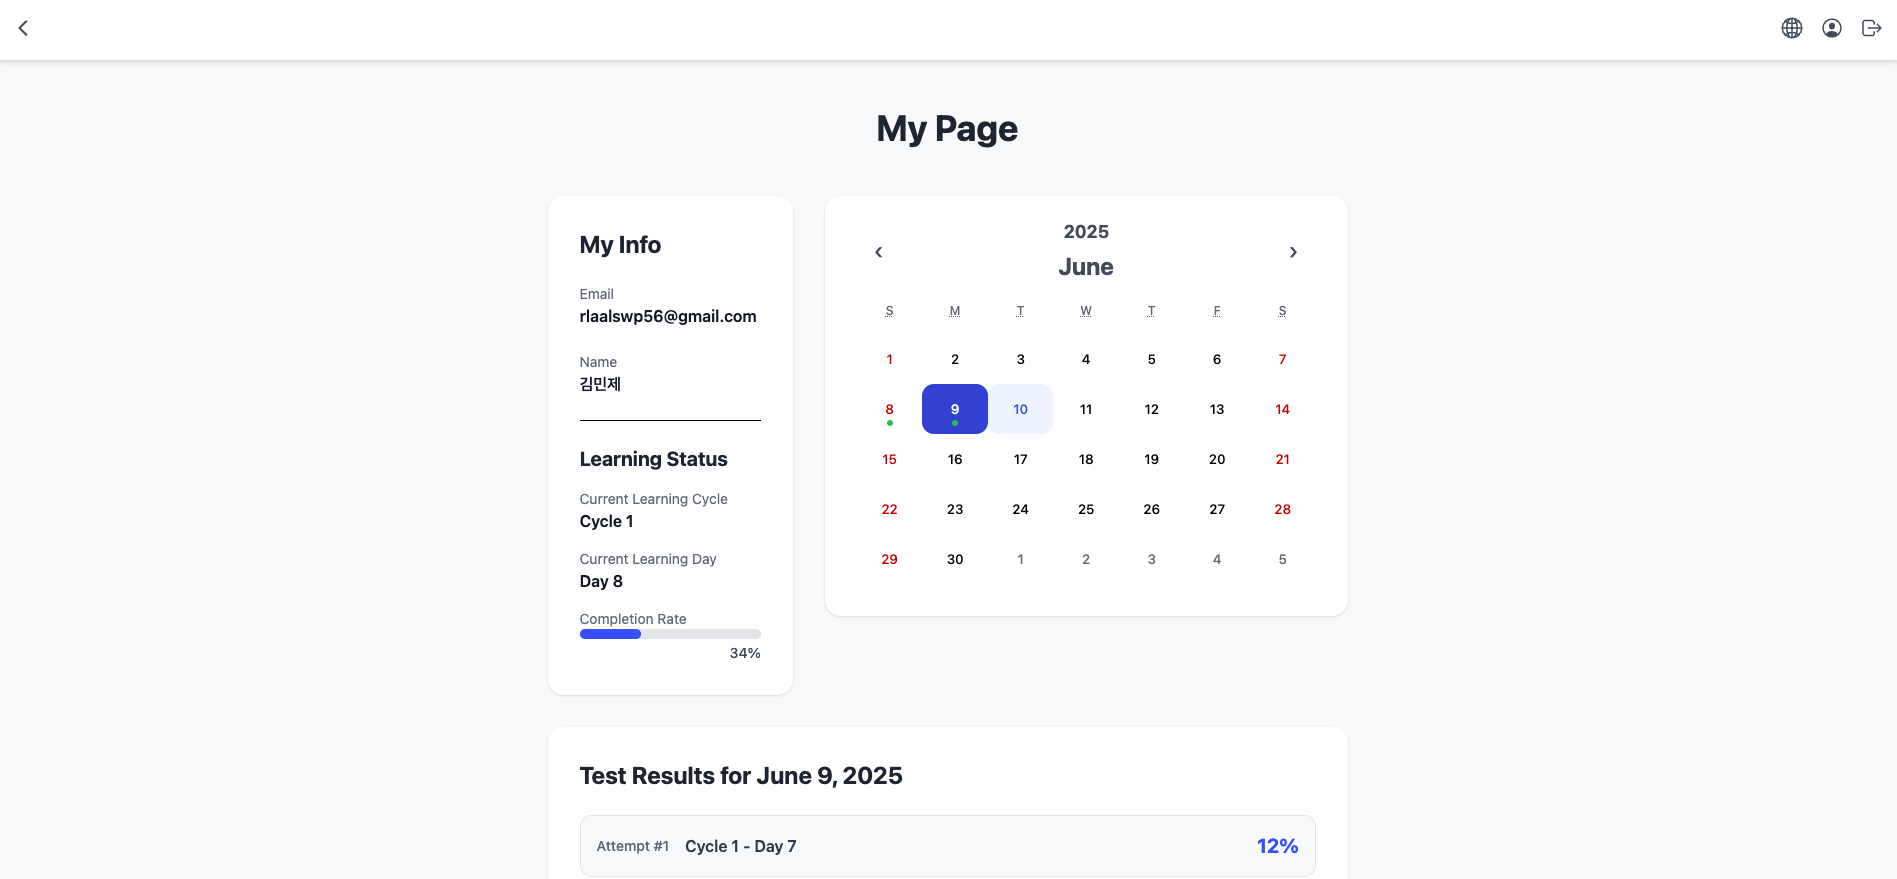 My Page
My Info
Email
rlaalswp56@gmail.com
Name
김민제
Learning Status
Current Learning Cycle
Cycle 1
Current Learning Day
Day 8
Completion Rate
34%
‹ 2025 ›
June
S M T W T F S
1 2 3 4 5 6 7
8 9 10 11 12 13 14
15 16 17 18 19 20 21
22 23 24 25 26 27 28
29 30 1 2 3 4 5
Test Results for June 9, 2025
Attempt #1 Cycle 1 - Day 7 12%